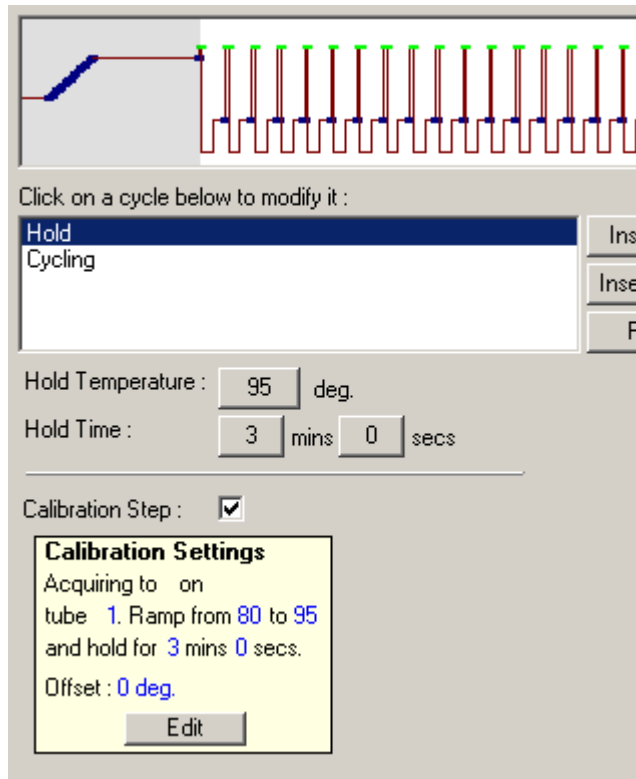 Click on a cycle below to modify it :
Hold
Cycling
Ins
Inse
Hold Temperature : 95 deg.
Hold Time : 3 mins 0 secs
Calibration Step :
Calibration Settings
Acquiring to on
tube 1. Ramp from 80 to 95
and hold for 3 mins 0 secs.
Offset : 0 deg.
Edit